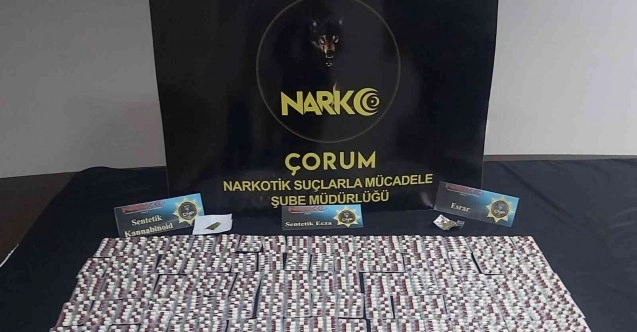 NARKO
ÇORUM
NARKOTİK SUÇLARLA MÜCADELE
ŞUBE MÜDÜRLÜĞÜ
Sentetik
Kannabinoid
Sentetik Ecza
Esrar